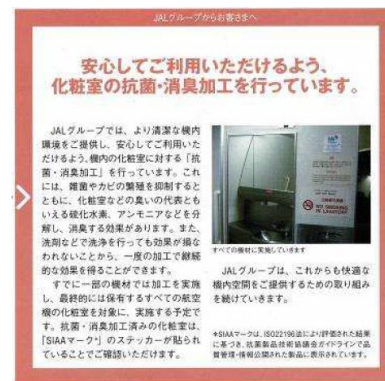 JALグループからお客さまへ
安心してご利用いただけるよう、
化粧室の抗菌・消臭加工を行っています。
JALグループでは、より清潔な機内
環境をご提供し、安心してご利用いた
だけるよう、機内の化粧室に対する「抗
菌・消臭加工」を行っています。これ
には、雑菌やカビの繁殖を抑制すると
ともに、化粧室などの臭いの代表とも
いえる硫化水素、アンモニアなどを分
解し、消臭する効果があります。また、
洗剤などで洗浄を行っても効果が損な
われないことから、一度の加工で継続
的な効果を得ることができます。
すでに一部の機材では加工を実施
し、最終的には保有するすべての航空
機の化粧室を対象に、実施する予定で
す。抗菌・消臭加工済みの化粧室は、
「SIAAマーク*」のステッカーが貼られ
ていることでご確認いただけます。
NO SMOKING
IN LAVATORY
すべての機材に実施していきます
JALグループは、これからも快適な
機内空間をご提供するための取り組み
を続けていきます。
*SIAAマークは、ISO22196法により評価された結果
に基づき、抗菌製品技術協議会ガイドラインで品
質管理・情報公開された製品に表示されています。